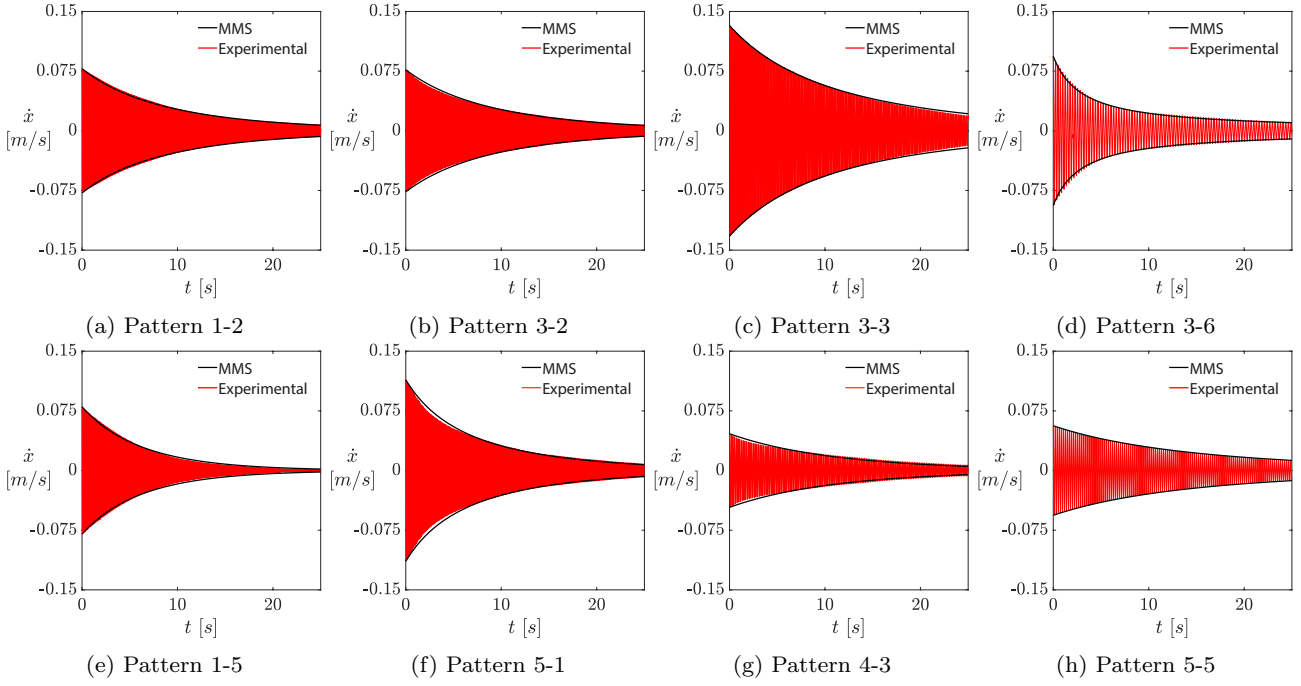 0.15
0.075
0
-0.075
-0.15
ẋ
[m/s]
MMS
Experimental
0 10 20
t [s]
(a) Pattern 1-2
0.15
0.075
0
-0.075
-0.15
ẋ
[m/s]
MMS
Experimental
0 10 20
t [s]
(b) Pattern 3-2
0.15
0.075
0
-0.075
-0.15
ẋ
[m/s]
MMS
Experimental
0 10 20
t [s]
(c) Pattern 3-3
0.15
0.075
0
-0.075
-0.15
ẋ
[m/s]
MMS
Experimental
0 10 20
t [s]
(d) Pattern 3-6
0.15
0.075
0
-0.075
-0.15
ẋ
[m/s]
MMS
Experimental
0 10 20
t [s]
(e) Pattern 1-5
0.15
0.075
0
-0.075
-0.15
ẋ
[m/s]
MMS
Experimental
0 10 20
t [s]
(f) Pattern 5-1
0.15
0.075
0
-0.075
-0.15
ẋ
[m/s]
MMS
Experimental
0 10 20
t [s]
(g) Pattern 4-3
0.15
0.075
0
-0.075
-0.15
ẋ
[m/s]
MMS
Experimental
0 10 20
t [s]
(h) Pattern 5-5